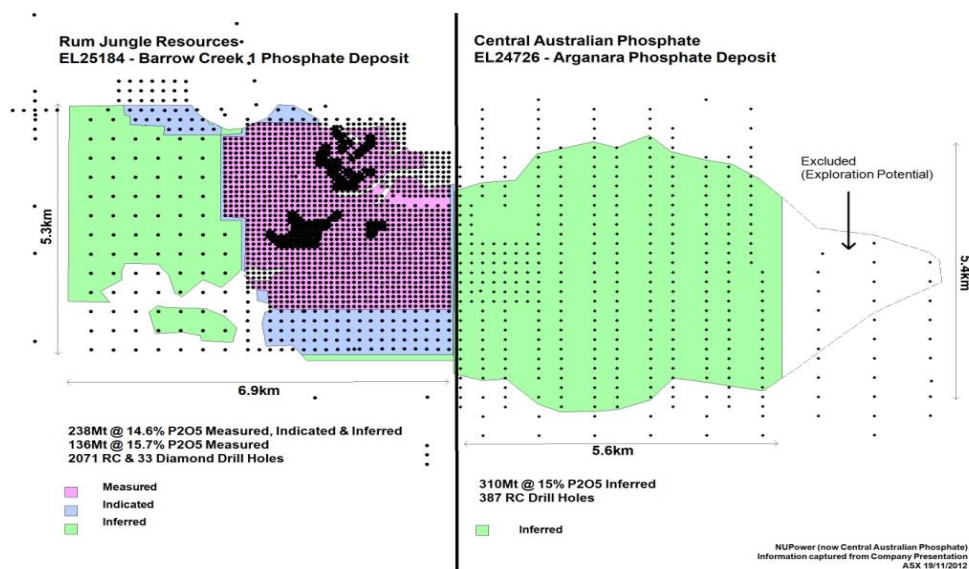 Rum Jungle Resources
EL25184 - Barrow Creek 1 Phosphate Deposit
5.3km
6.9km
238Mt @ 14.6% P2O5 Measured, Indicated & Inferred
136Mt @ 15.7% P2O5 Measured
2071 RC & 33 Diamond Drill Holes
Measured
Indicated
Inferred
Central Australian Phosphate
EL24726 - Arganara Phosphate Deposit
Excluded
(Exploration Potential)
5.4km
5.6km
310Mt @ 15% P2O5 Inferred
387 RC Drill Holes
Inferred
NUPower (now Central Australian Phosphate)
Information captured from Company Presentation
ASX 19/11/2012